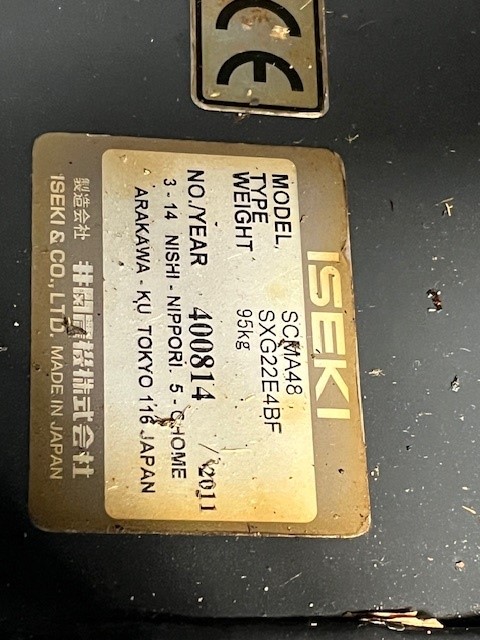 CE
ISEKI
MODEL, SCMA48
TYPE SXG22E4BF
WEIGHT 95kg
NO./YEAR 400814 / 2011
3 - 14 NISHI - NIPPORI. 5 - CHOME
ARAKAWA - KU TOKYO 116 JAPAN
製造会社 井関農機株式会社
ISEKI & CO., LTD. MADE IN JAPAN